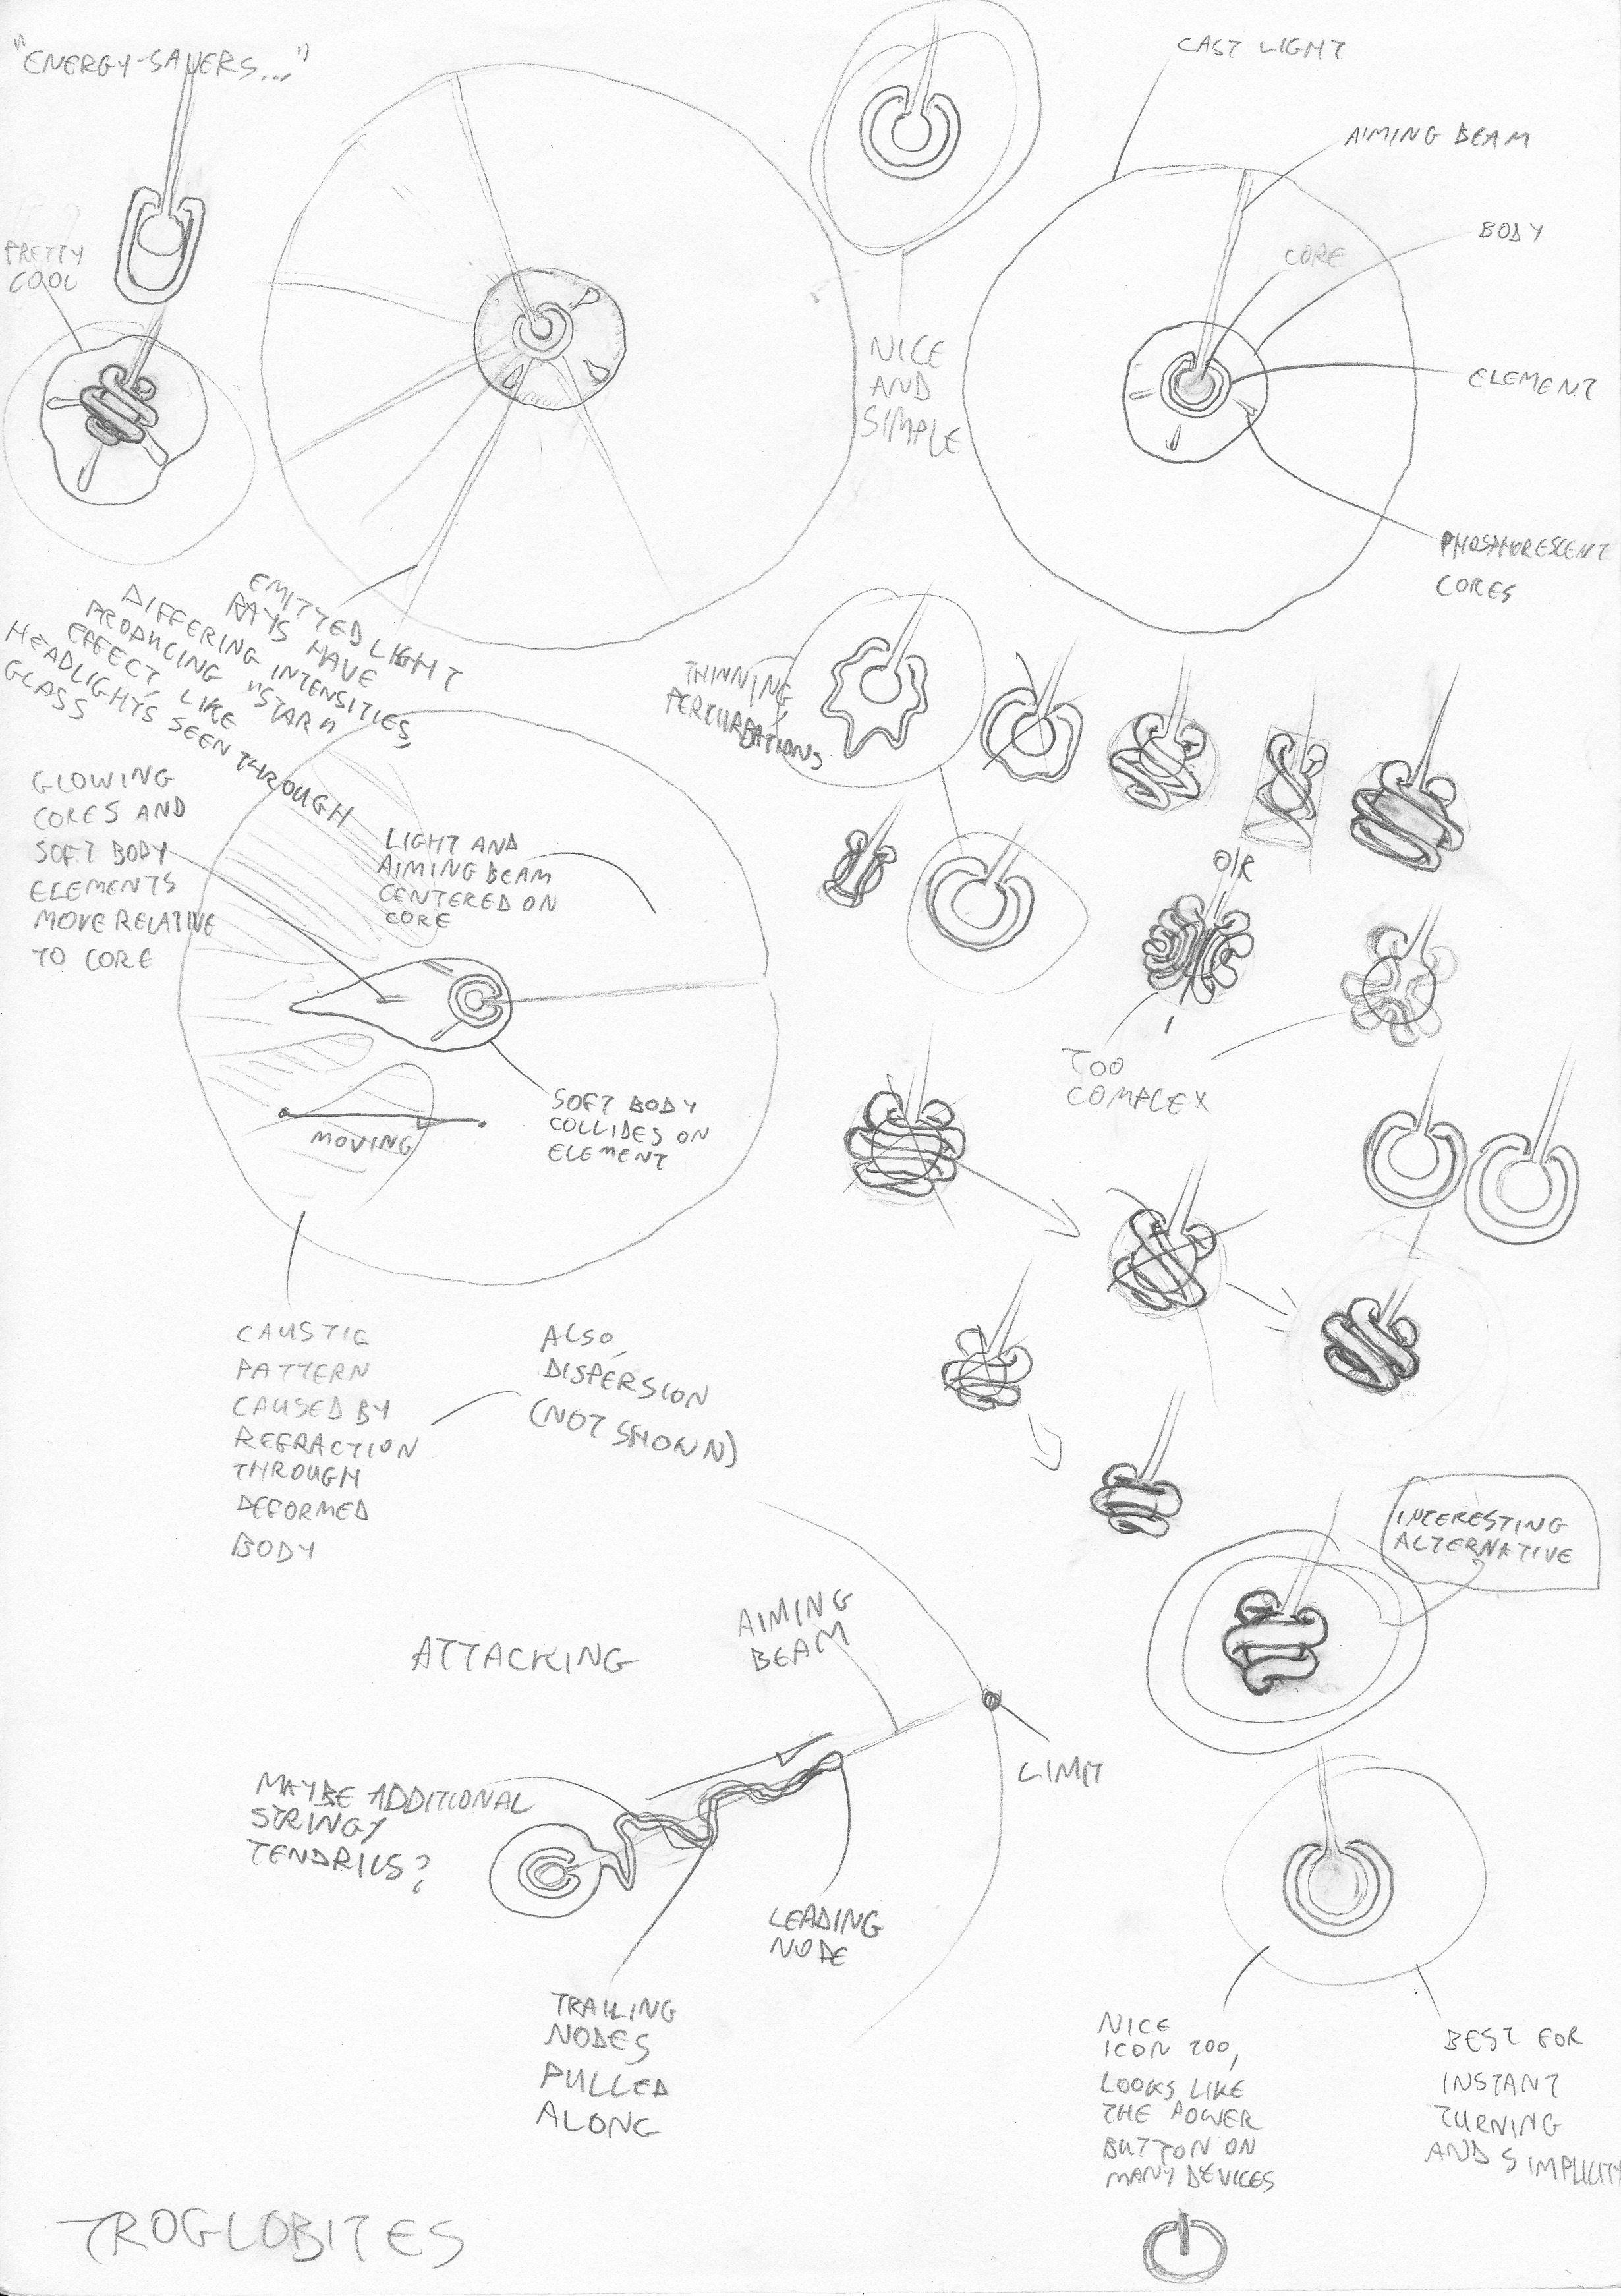 "ENERGY-SAVERS..."
CAST LIGHT
AIMING BEAM
BODY
CORE
ELEMENT
PHOSPHORESCENT
CORES
PRETTY
COOL
NICE
AND
SIMPLE
EMITTED LIGHT
RAYS HAVE
DIFFERING INTENSITIES,
PRODUCING "STAR"
EFFECT, LIKE
HEADLIGHTS SEEN THROUGH
GLASS
THINNING,
PERTURBATIONS
GLOWING
CORES AND
SOFT BODY
ELEMENTS
MOVE RELATIVE
TO CORE
LIGHT AND
AIMING BEAM
CENTERED ON
CORE
O/R
TOO
COMPLEX
MOVING
SOFT BODY
COLLIDES ON
ELEMENT
CAUSTIC
PATTERN
CAUSED BY
REFRACTION
THROUGH
DEFORMED
BODY
ALSO,
DISPERSION
(NOT SHOWN)
INTERESTING
ALTERNATIVE
ATTACKING
AIMING
BEAM
LIMIT
MAYBE ADDITIONAL
STRINGY
TENDRILS?
LEADING
NODE
TRAILING
NODES
PULLED
ALONG
NICE
ICON TOO,
LOOKS LIKE
THE POWER
BUTTON ON
MANY DEVICES
BEST FOR
INSTANT
TURNING
AND SIMPLICITY
TROGLOBITES